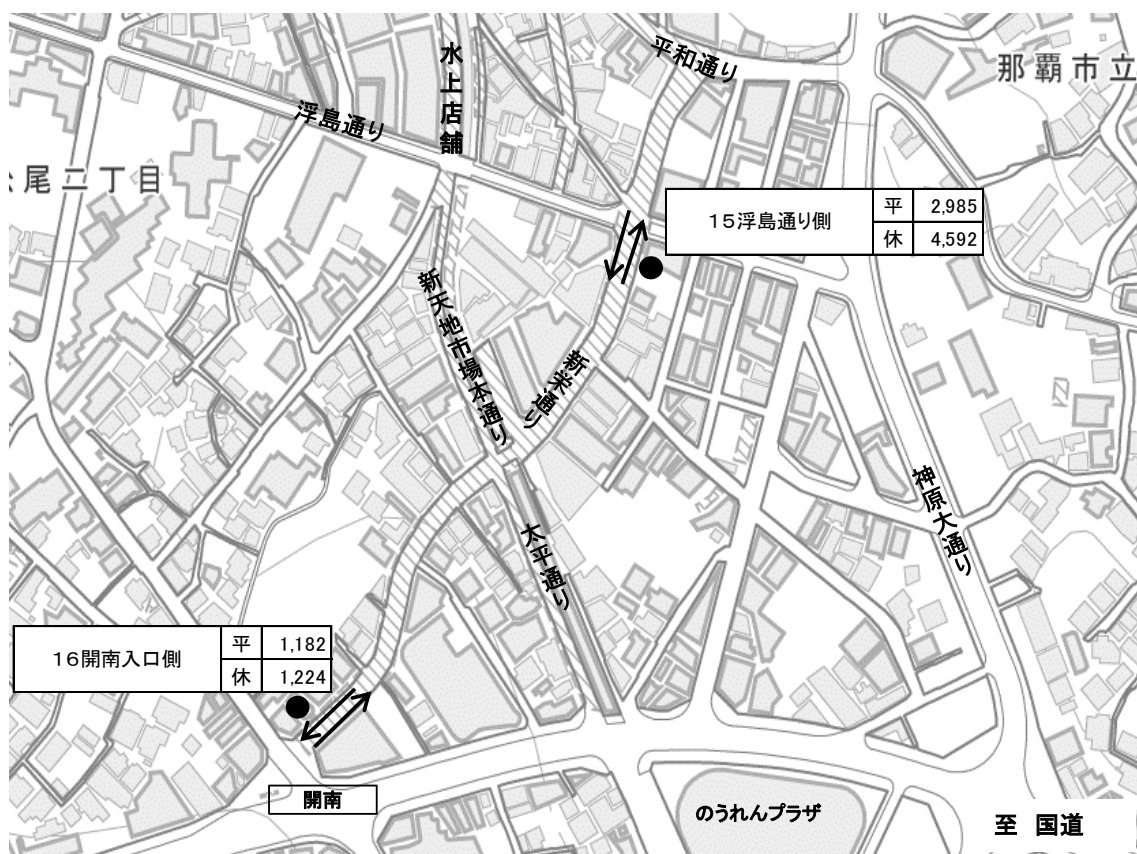 水上店舗
平和通り
那覇市立
浮島通り
尾二丁目
15浮島通り側
平 2,985
休 4,592
新天地市場本通り
新栄通り
神原大通り
太平通り
16開南入口側
平 1,182
休 1,224
開南
のうれんプラザ
至 国道